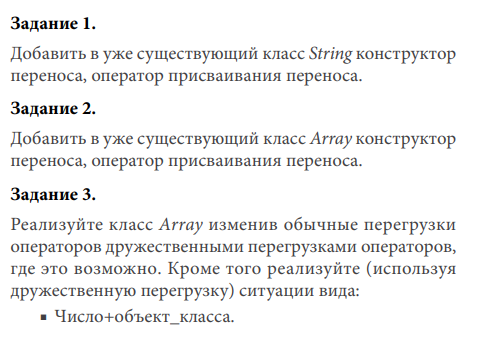 Задание 1.
Добавить в уже существующий класс String конструктор
переноса, оператор присваивания переноса.
Задание 2.
Добавить в уже существующий класс Array конструктор
переноса, оператор присваивания переноса.
Задание 3.
Реализуйте класс Array изменив обычные перегрузки
операторов дружественными перегрузками операторов,
где это возможно. Кроме того реализуйте (используя
дружественную перегрузку) ситуации вида:
■ Число+объект_класса.